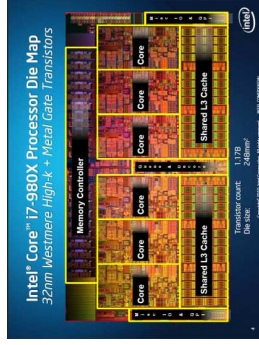 Intel® Core™ i7-980X Processor Die Map
32nm Westmere High-k + Metal Gate Transistors
Memory Controller
Core
Core
Core
Core
Core
Core
Shared L3 Cache
Shared L3 Cache
Transistor count: 1.17B
Die size: 248mm²
intel